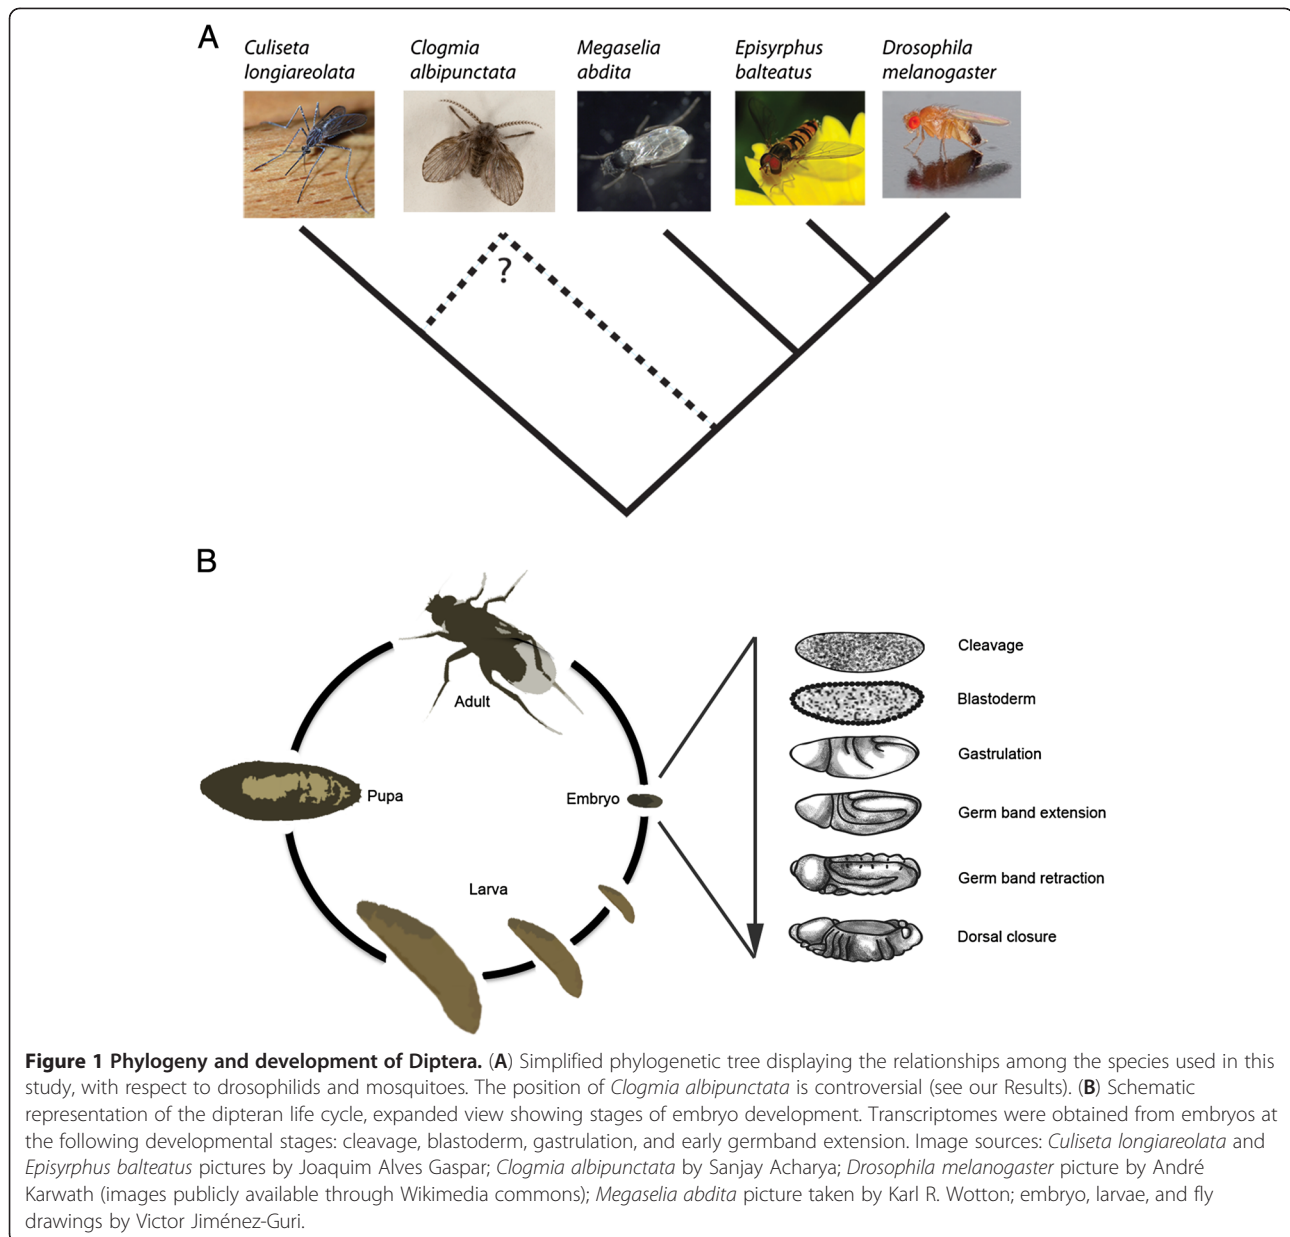 A
Culiseta longiareolata
Clogmia albipunctata
Megaselia abdita
Episyrphus balteatus
Drosophila melanogaster
?
B
Adult
Pupa
Embryo
Larva
Cleavage
Blastoderm
Gastrulation
Germ band extension
Germ band retraction
Dorsal closure
Figure 1 Phylogeny and development of Diptera. (A) Simplified phylogenetic tree displaying the relationships among the species used in this
study, with respect to drosophilids and mosquitoes. The position of Clogmia albipunctata is controversial (see our Results). (B) Schematic
representation of the dipteran life cycle, expanded view showing stages of embryo development. Transcriptomes were obtained from embryos at
the following developmental stages: cleavage, blastoderm, gastrulation, and early germband extension. Image sources: Culiseta longiareolata and
Episyrphus balteatus pictures by Joaquim Alves Gaspar; Clogmia albipunctata by Sanjay Acharya; Drosophila melanogaster picture by André
Karwath (images publicly available through Wikimedia commons); Megaselia abdita picture taken by Karl R. Wotton; embryo, larvae, and fly
drawings by Victor Jiménez-Guri.